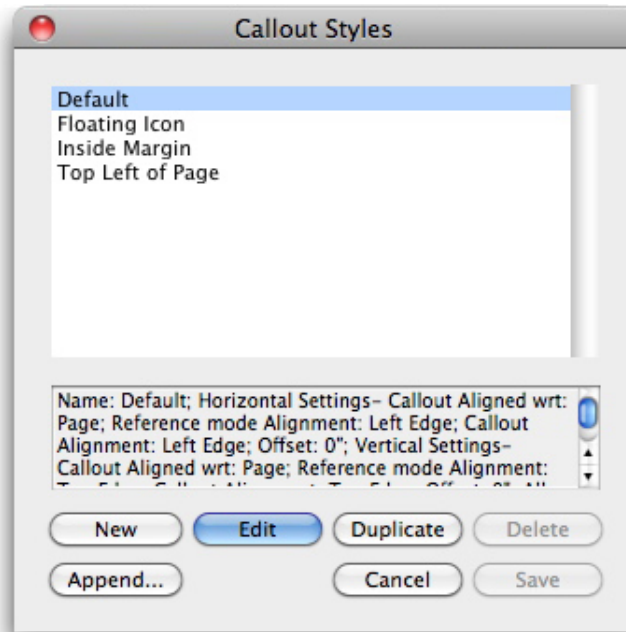 Callout Styles
Default
Floating Icon
Inside Margin
Top Left of Page
Name: Default; Horizontal Settings- Callout Aligned wrt:
Page; Reference mode Alignment: Left Edge; Callout
Alignment: Left Edge; Offset: 0"; Vertical Settings-
Callout Aligned wrt: Page; Reference mode Alignment:
New Edit Duplicate Delete
Append... Cancel Save